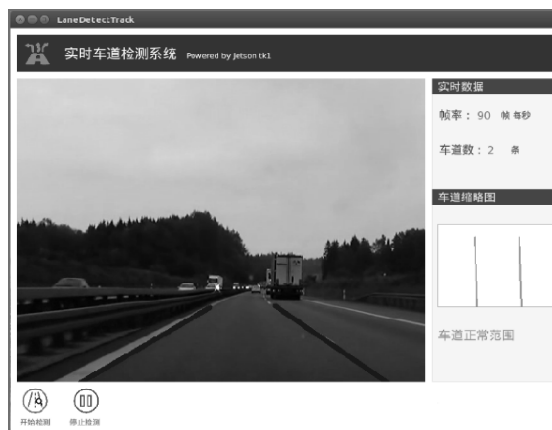 LaneDetectTrack
实时车道检测系统 Powered by Jetson tk1
实时数据
帧率：90 帧 每秒
车道数：2 条
车道缩略图
车道正常范围
开始检测 停止检测